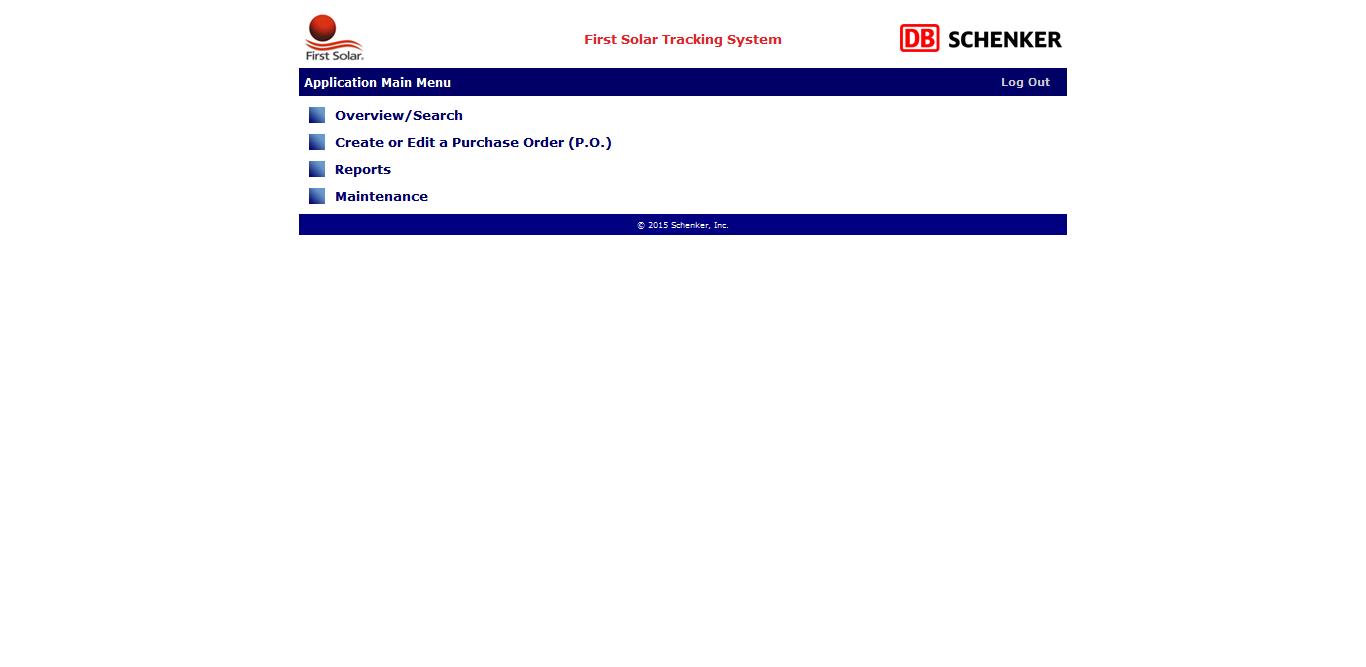 First Solar.
First Solar Tracking System
DB SCHENKER
Application Main Menu
Log Out
Overview/Search
Create or Edit a Purchase Order (P.O.)
Reports
Maintenance
© 2015 Schenker, Inc.